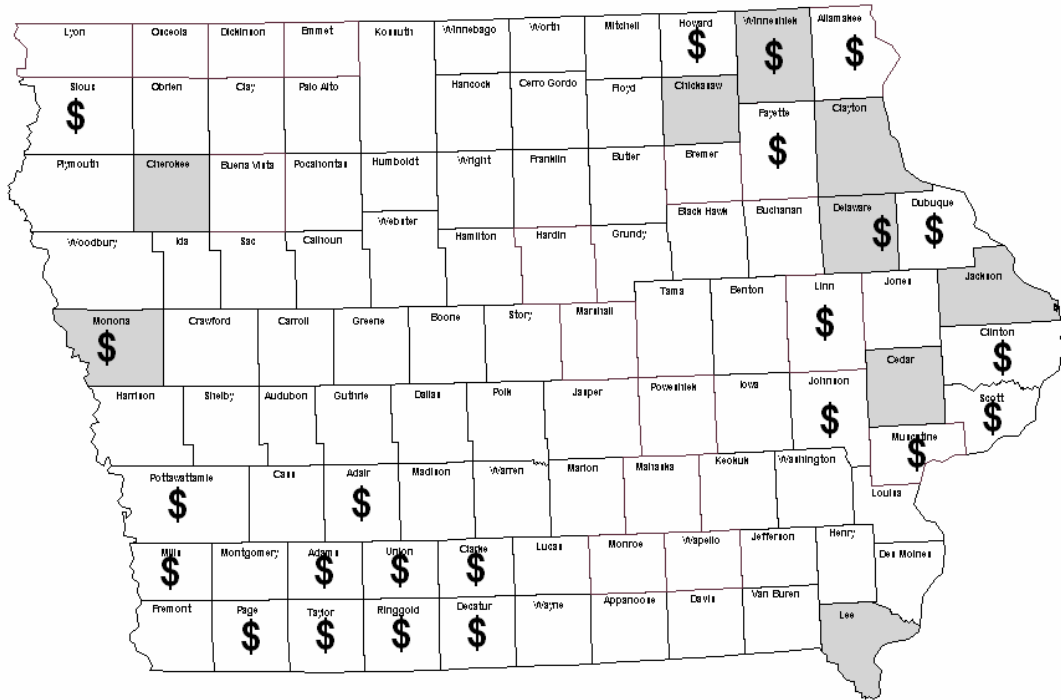 Lyon
Osceola
Dickinson
Emmet
Kossuth
Winnebago
Worth
Mitchell
Howard
$
Winneshiek
$
Allamakee
$
Sioux
$
Obrien
Clay
Palo Alto
Hancock
Cerro Gordo
Floyd
Chickasaw
Fayette
$
Clayton
Plymouth
Cherokee
Buena Vista
Pocahontas
Humboldt
Wright
Franklin
Butler
Bremer
Black Hawk
Buchanan
Delaware
$
Dubuque
$
Woodbury
Ida
Sac
Calhoun
Webster
Hamilton
Hardin
Grundy
Tama
Benton
Linn
$
Jones
Jackson
Monona
$
Crawford
Carroll
Greene
Boone
Story
Marshall
Clinton
$
Cedar
Harrison
Shelby
Audubon
Guthrie
Dallas
Polk
Jasper
Poweshiek
Iowa
Johnson
$
Scott
$
Muscatine
$
Pottawattamie
$
Cass
Adair
$
Madison
Warren
Marion
Mahaska
Keokuk
Washington
Louisa
Mills
$
Montgomery
Adams
$
Union
$
Clarke
$
Lucas
Monroe
Wapello
Jefferson
Henry
Des Moines
Fremont
Page
$
Taylor
$
Ringgold
$
Decatur
$
Wayne
Appanoose
Davis
Van Buren
Lee